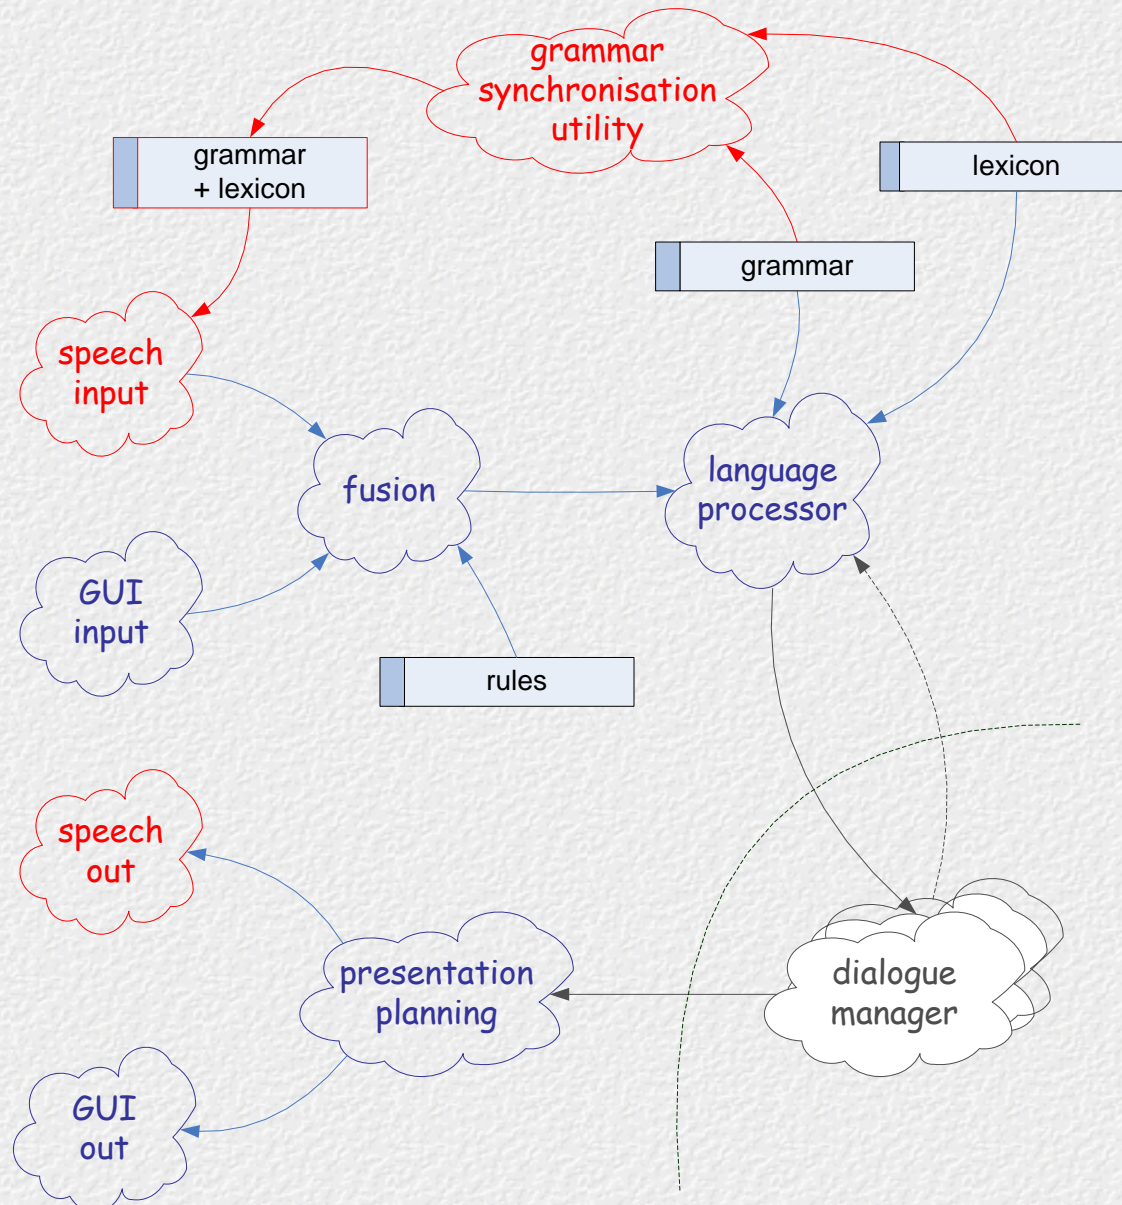 grammar
synchronisation
utility
grammar
+ lexicon
lexicon
grammar
speech
input
fusion
language
processor
GUI
input
rules
speech
out
presentation
planning
dialogue
manager
GUI
out